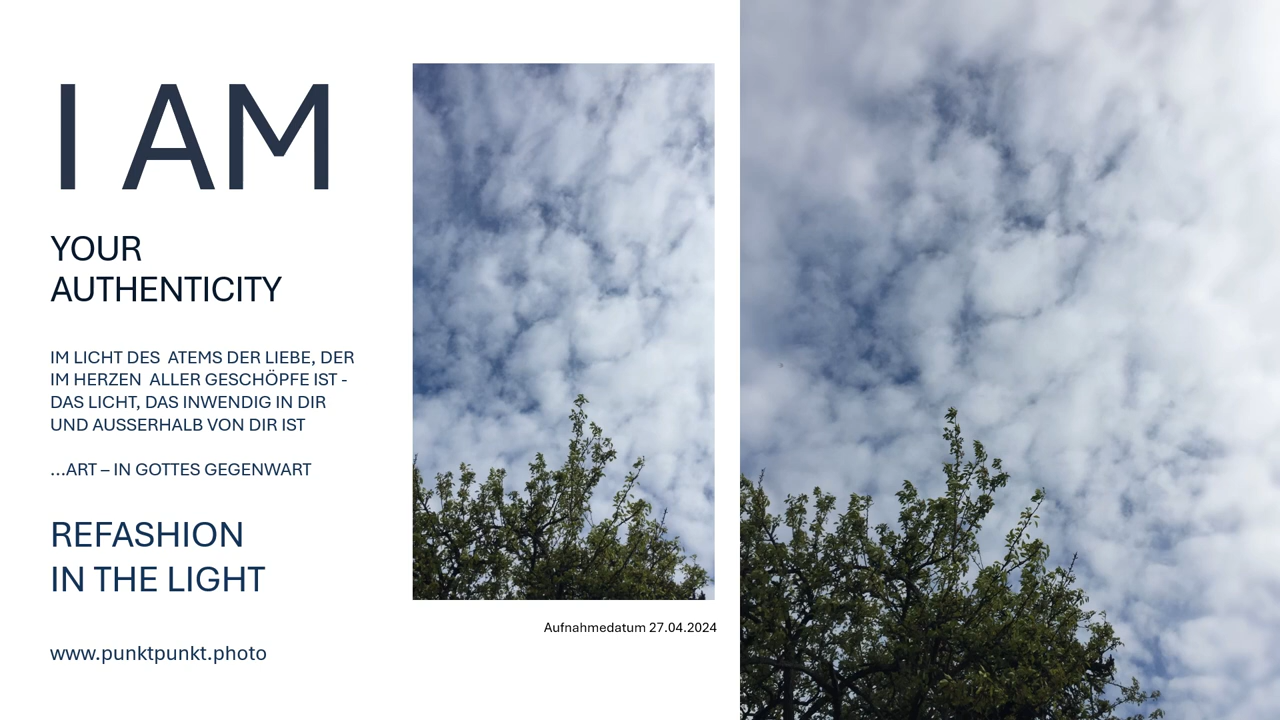 I AM
YOUR
AUTHENTICITY
IM LICHT DES  ATEMS DER LIEBE, DER
IM HERZEN  ALLER GESCHÖPFE IST -
DAS LICHT, DAS INWENDIG IN DIR
UND AUSSERHALB VON DIR IST
...ART – IN GOTTES GEGENWART
REFASHION
IN THE LIGHT
www.punktpunkt.photo
Aufnahmedatum 27.04.2024